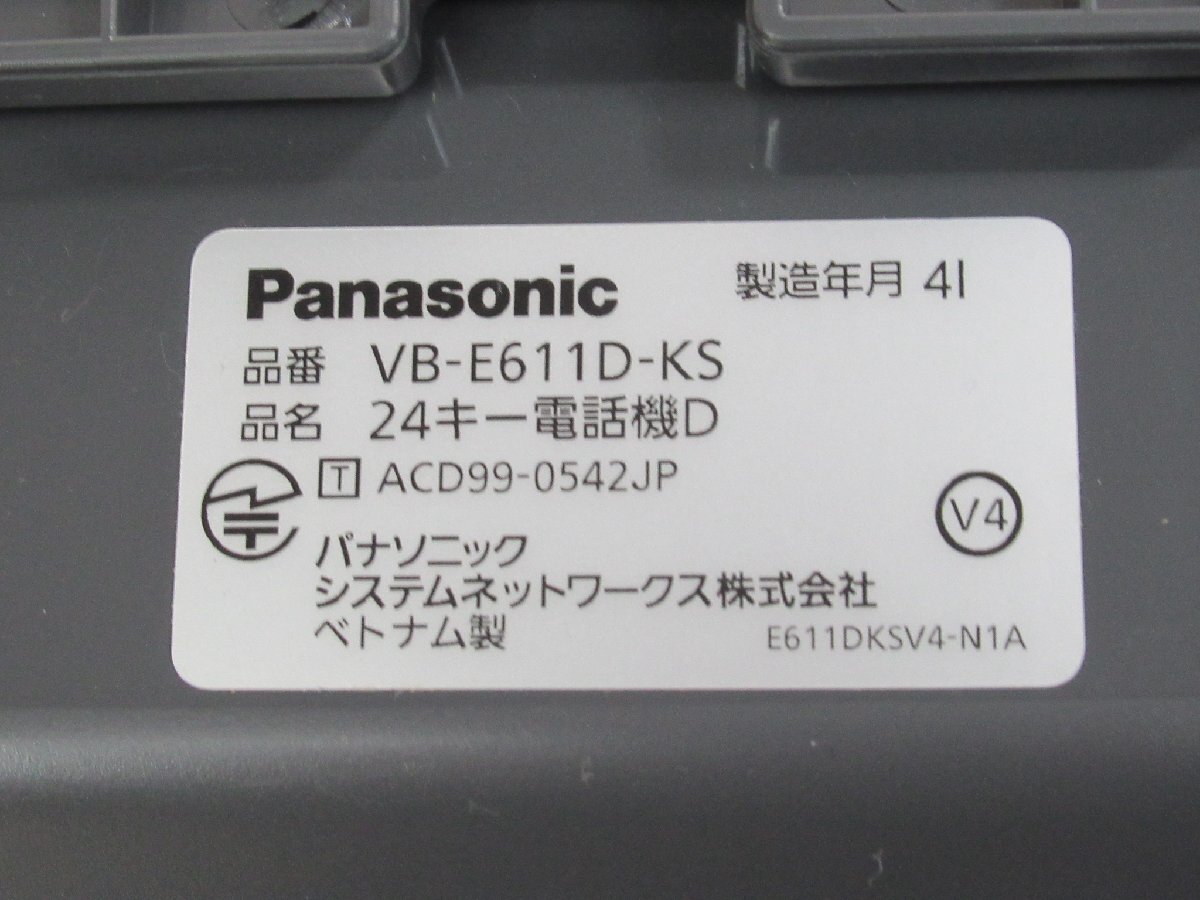 Panasonic 製造年月 4I
品番 VB-E611D-KS
品名 24キー電話機D
T ACD99-0542JP
V4
パナソニック
システムネットワークス株式会社
ベトナム製 E611DKSV4-N1A